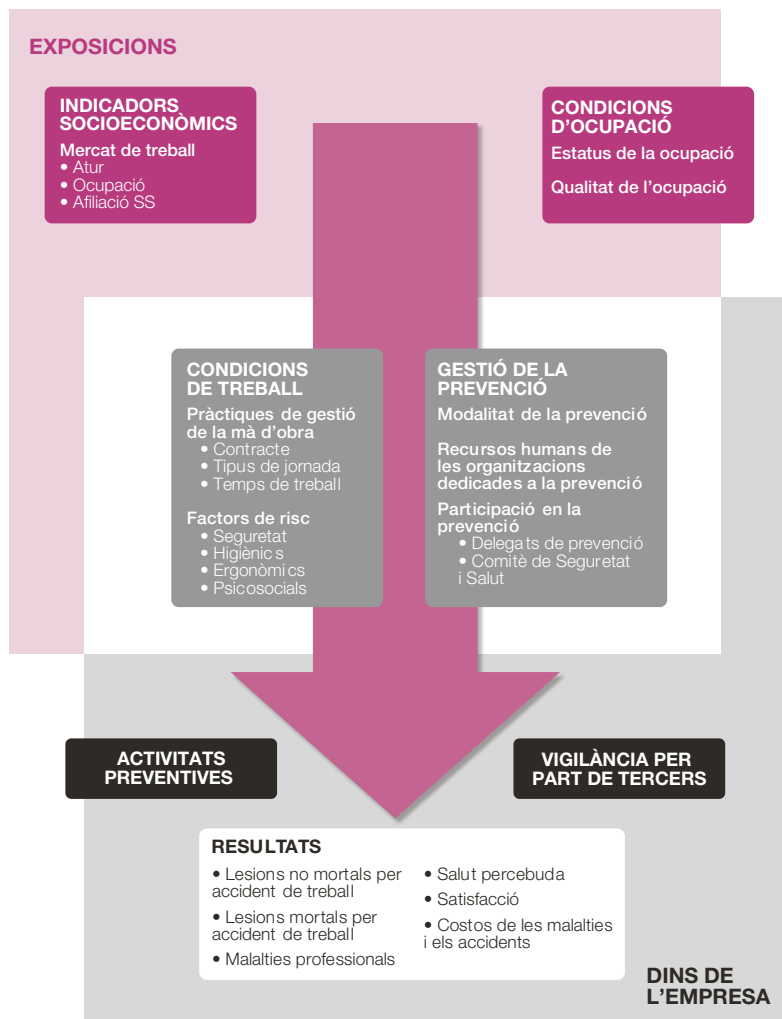 EXPOSICIONS
INDICADORS
SOCIOECONÒMICS
Mercat de treball
• Atur
• Ocupació
• Afiliació SS
CONDICIONS
D’OCUPACIÓ
Estatus de la ocupació
Qualitat de l’ocupació
CONDICIONS
DE TREBALL
Pràctiques de gestió
de la mà d’obra
• Contracte
• Tipus de jornada
• Temps de treball
Factors de risc
• Seguretat
• Higiènics
• Ergonòmics
• Psicosocials
GESTIÓ DE LA
PREVENCIÓ
Modalitat de la prevenció
Recursos humans de
les organitzacions
dedicades a la prevenció
Participació en la
prevenció
• Delegats de prevenció
• Comitè de Seguretat
i Salut
ACTIVITATS
PREVENTIVES
VIGILÀNCIA PER
PART DE TERCERS
RESULTATS
• Lesions no mortals per
accident de treball
• Lesions mortals per
accident de treball
• Malalties professionals
• Salut percebuda
• Satisfacció
• Costos de les malalties
i els accidents
DINS DE
L’EMPRESA